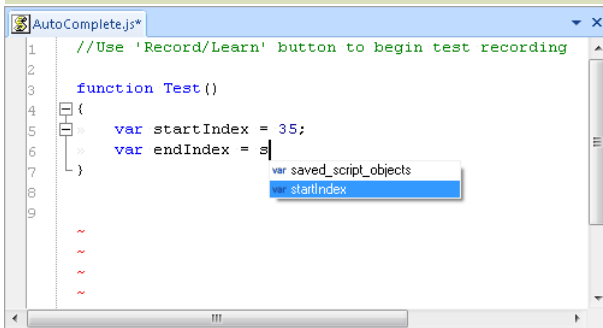 AutoComplete.js*
1 //Use 'Record/Learn' button to begin test recording
2
3 function Test()
4 {
5 » var startIndex = 35;
6 » var endIndex = s
var saved_script_objects
var startIndex
7 }
8
9
~
~
~
~